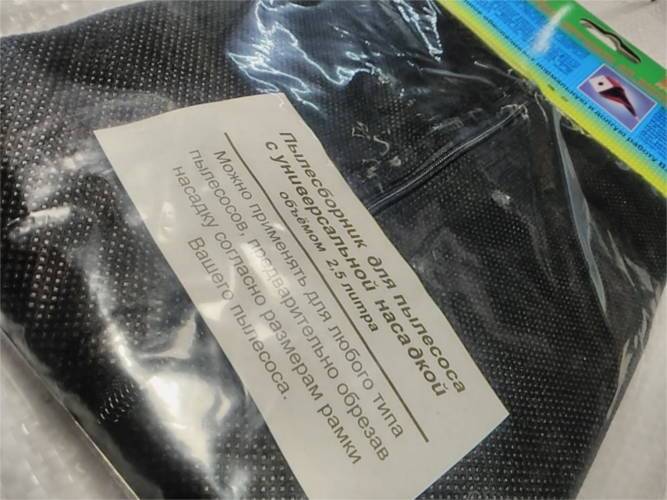 Пылесборник для пылесоса
с универсальной насадкой
объёмом 2,5 литра
Можно применять для любого типа
пылесосов, предварительно обрезав
насадку согласно размерам рамки
Вашего пылесоса.